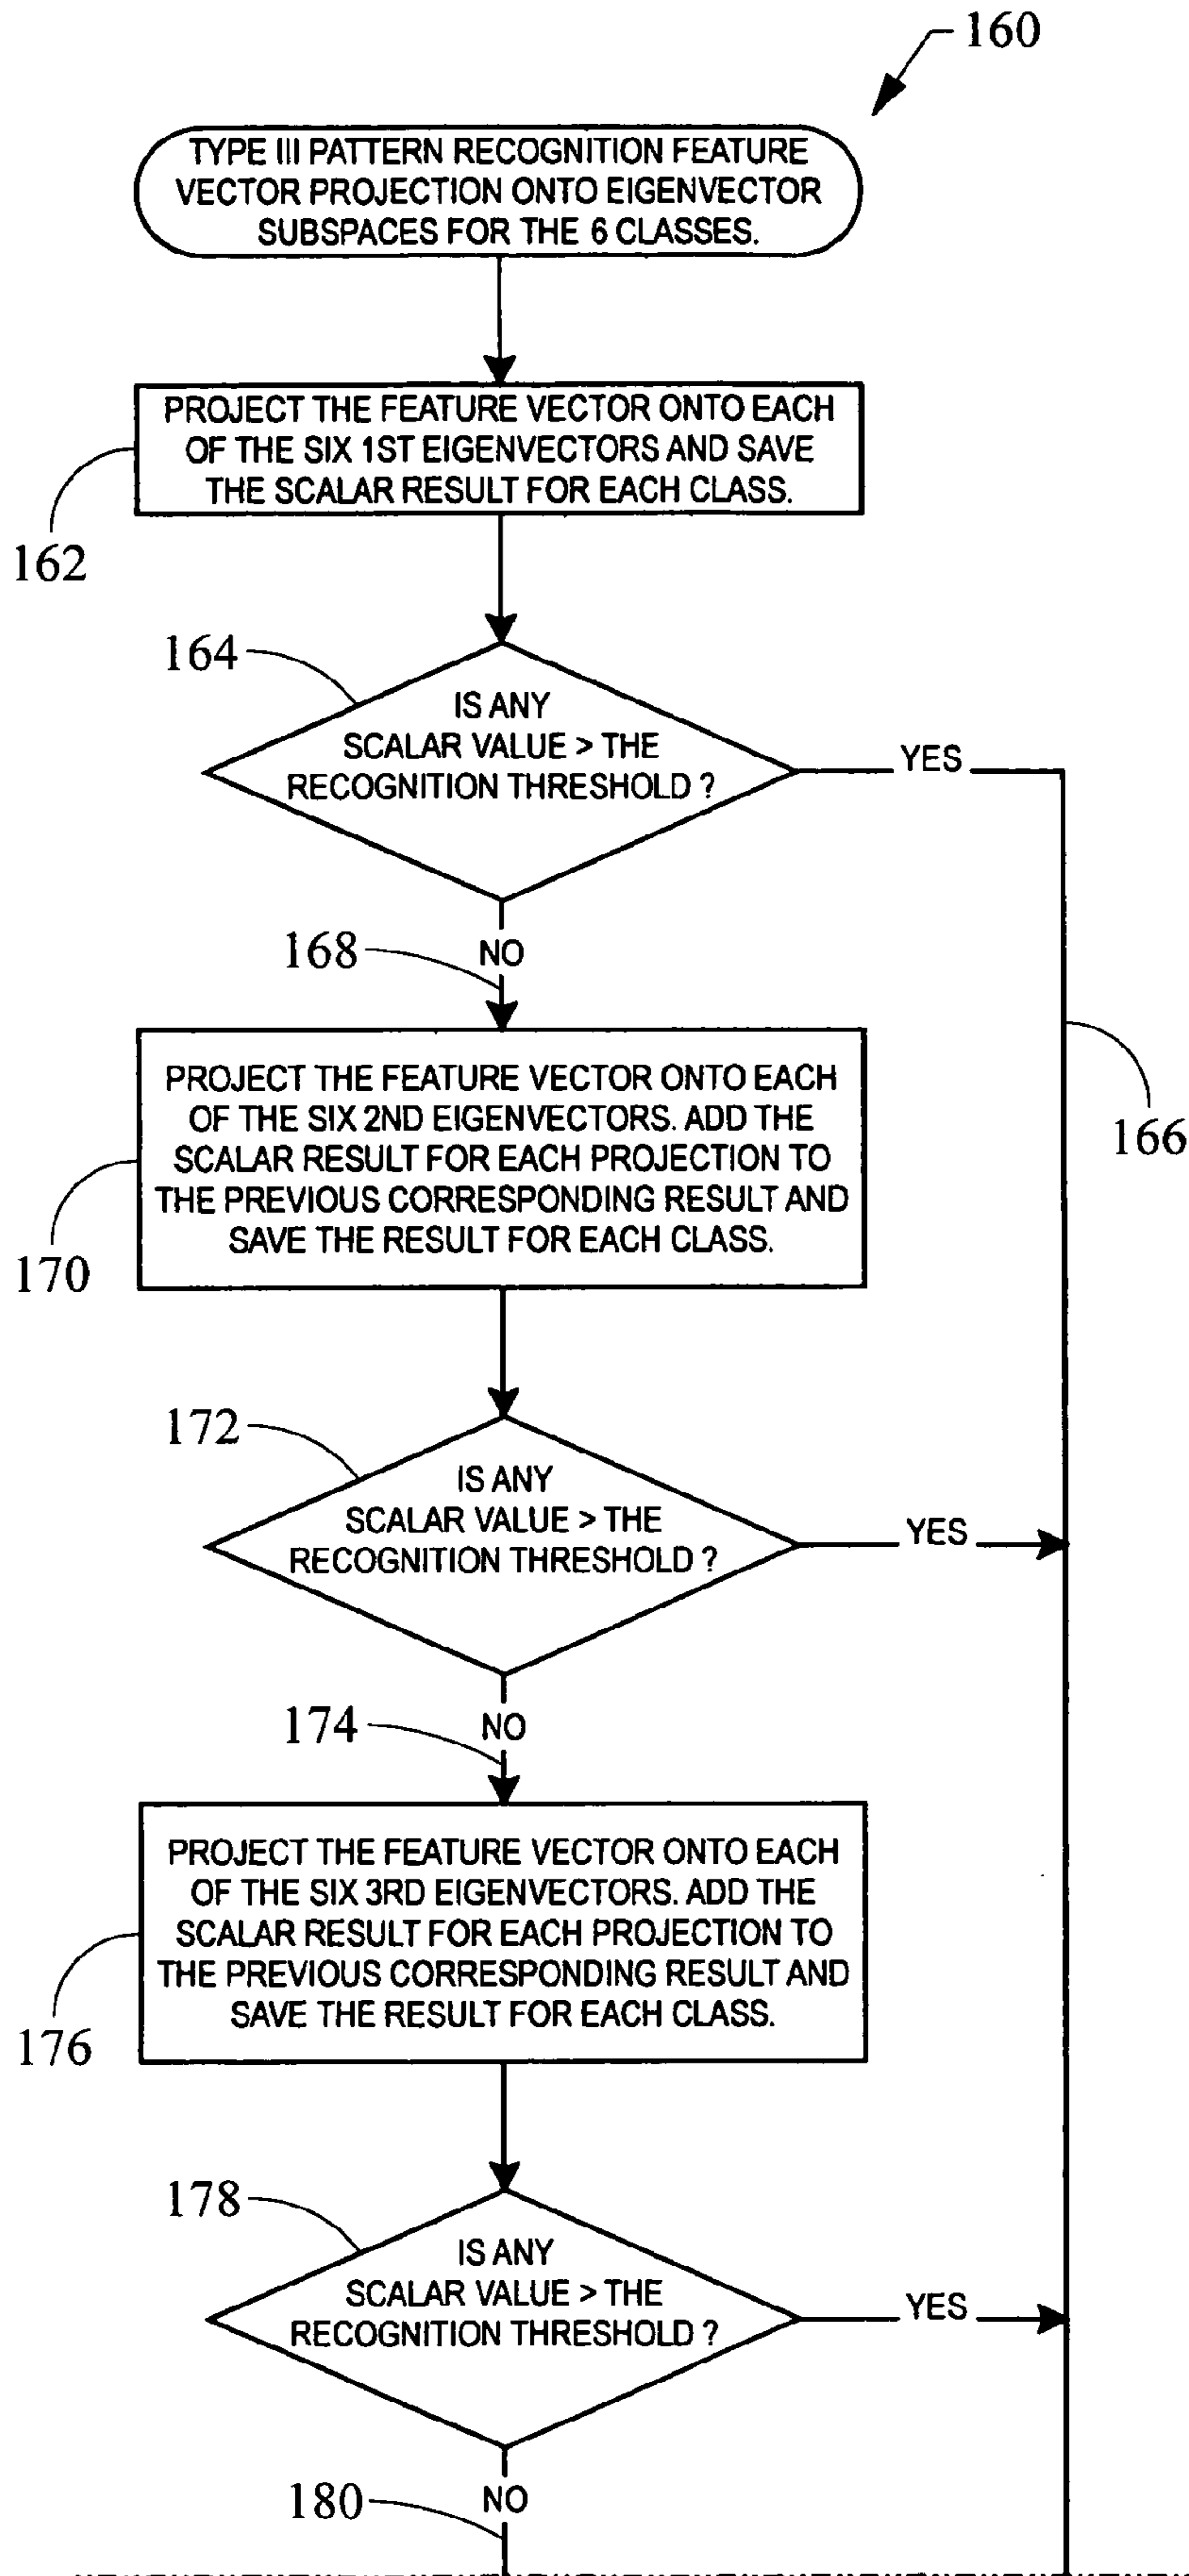 160
TYPE III PATTERN RECOGNITION FEATURE
VECTOR PROJECTION ONTO EIGENVECTOR
SUBSPACES FOR THE 6 CLASSES.
PROJECT THE FEATURE VECTOR ONTO EACH
OF THE SIX 1ST EIGENVECTORS AND SAVE
THE SCALAR RESULT FOR EACH CLASS.
162
164
IS ANY
SCALAR VALUE > THE
RECOGNITION THRESHOLD ?
YES
168
NO
166
PROJECT THE FEATURE VECTOR ONTO EACH
OF THE SIX 2ND EIGENVECTORS. ADD THE
SCALAR RESULT FOR EACH PROJECTION TO
THE PREVIOUS CORRESPONDING RESULT AND
SAVE THE RESULT FOR EACH CLASS.
170
172
IS ANY
SCALAR VALUE > THE
RECOGNITION THRESHOLD ?
YES
174
NO
PROJECT THE FEATURE VECTOR ONTO EACH
OF THE SIX 3RD EIGENVECTORS. ADD THE
SCALAR RESULT FOR EACH PROJECTION TO
THE PREVIOUS CORRESPONDING RESULT AND
SAVE THE RESULT FOR EACH CLASS.
176
178
IS ANY
SCALAR VALUE > THE
RECOGNITION THRESHOLD ?
YES
180
NO